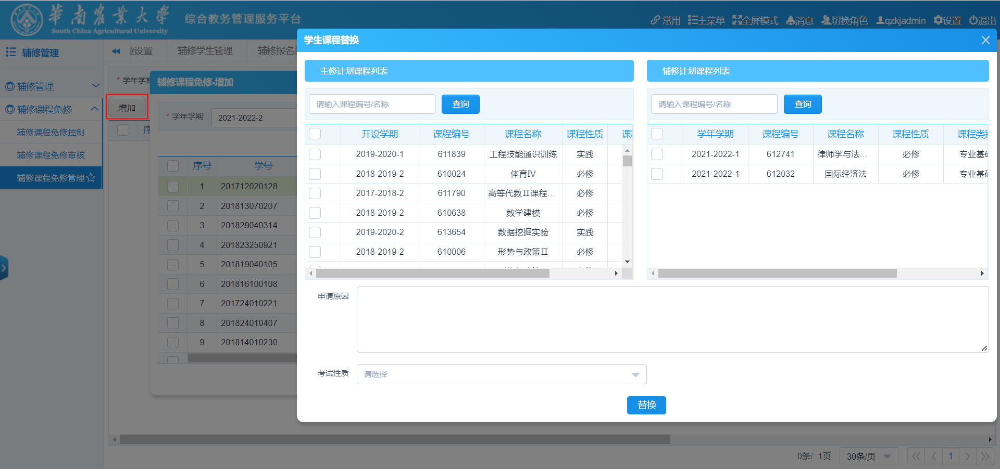 華南農業大學
South China Agricultural University
综合教务管理服务平台
常用 主菜单 全屏模式 消息 切换角色 qzkjadmin 设置 退出
辅修管理
设置 辅修学生管理 辅修报名
辅修管理
辅修课程免修
辅修课程免修控制
辅修课程免修审核
辅修课程免修管理
* 学年学期
增加
序
辅修课程免修-增加
* 学年学期 2021-2022-2
序号 学号
1 201712020128
2 201813070207
3 201829040314
4 201823250921
5 201819040105
6 201816100108
7 201724010221
8 201824010407
9 201814010230
学生课程替换
主修计划课程列表
请输入课程编号/名称 查询
开设学期 课程编号 课程名称 课程性质 课
2019-2020-1 611839 工程技能通识训练 实践
2018-2019-2 610024 体育Ⅳ 必修
2017-2018-2 611790 高等代数Ⅱ课程... 必修
2018-2019-2 610638 数学建模 必修
2019-2020-2 613654 数据挖掘实验 实践
2018-2019-2 610006 形势与政策Ⅱ 必修
辅修计划课程列表
请输入课程编号/名称 查询
学年学期 课程编号 课程名称 课程性质 课程类
2021-2022-1 612741 律师学与法... 必修 专业基
2021-2022-1 612032 国际经济法 必修 专业基
申请原因
考试性质 请选择
替换
0条/ 1页 30条/页 1